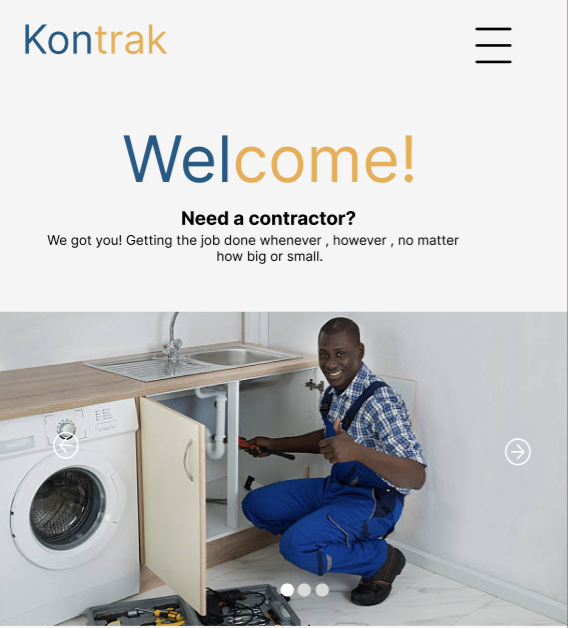 Kontrak
Welcome!
Need a contractor?
We got you! Getting the job done whenever , however , no matter
how big or small.